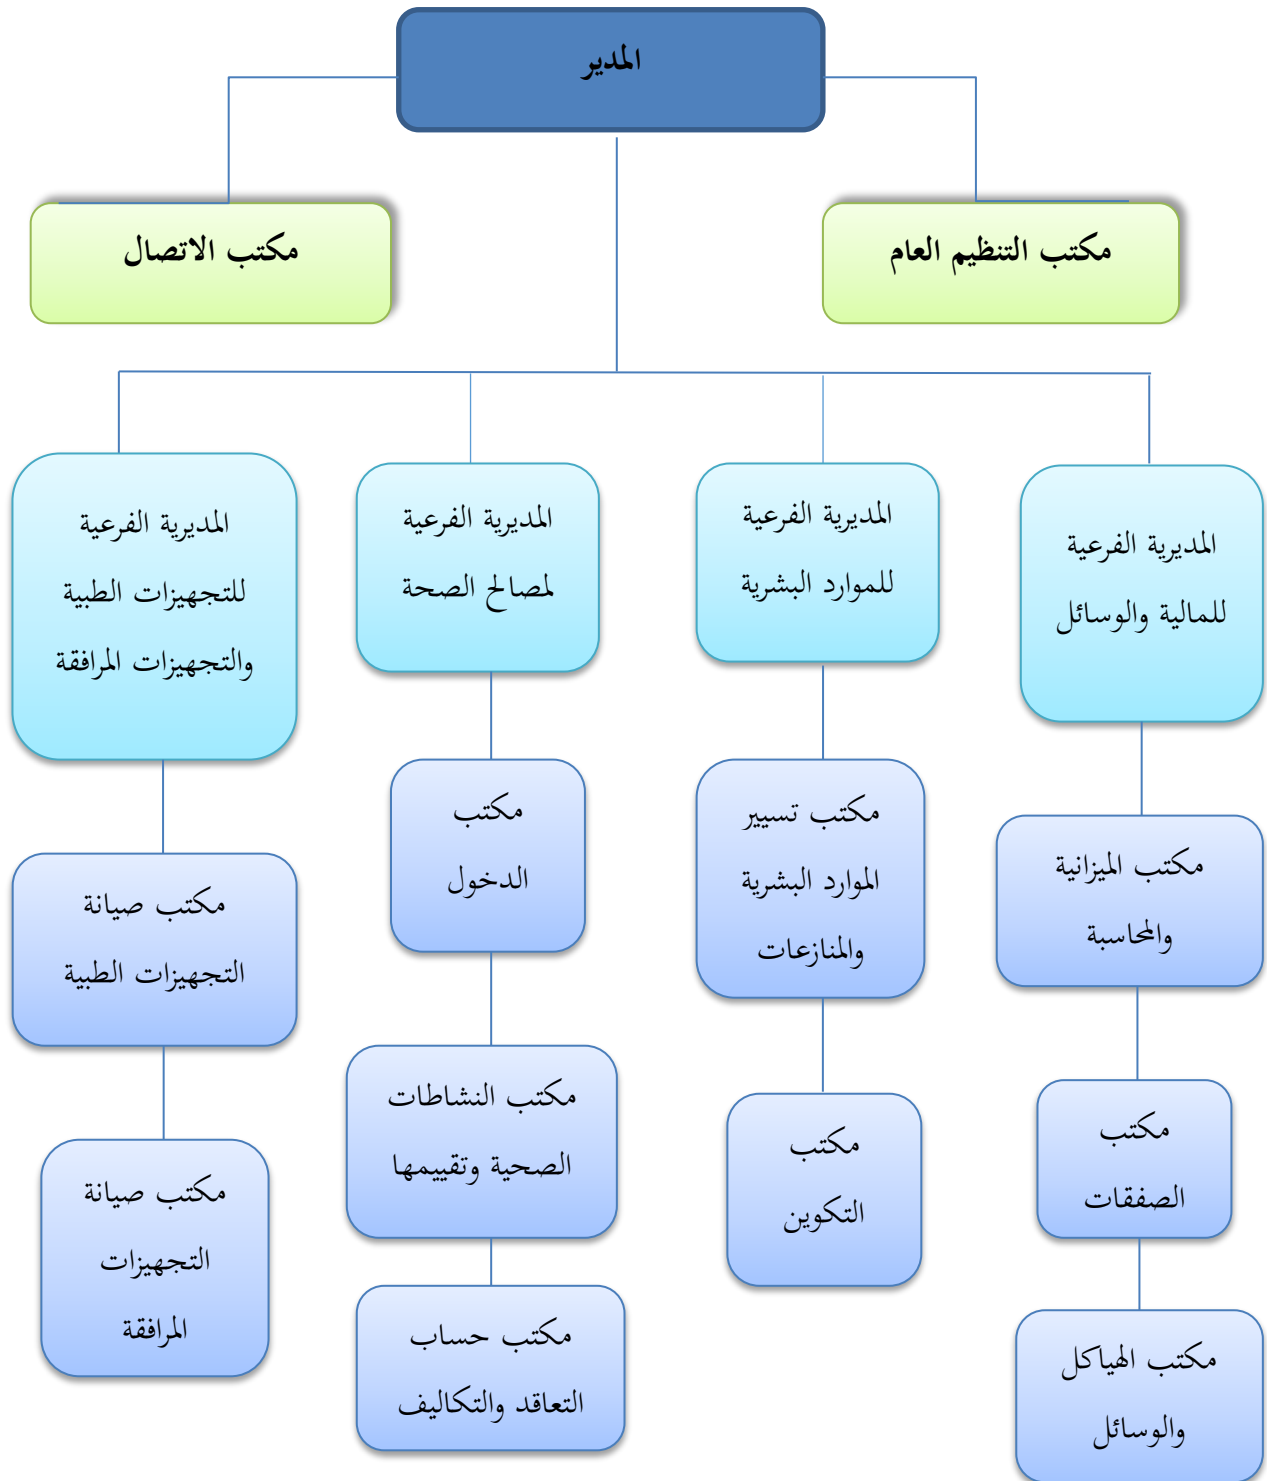 المدير
مكتب التنظيم العام
مكتب الاتصال
المديرية الفرعية
للمالية والوسائل
المديرية الفرعية
للموارد البشرية
المديرية الفرعية
لمصالح الصحة
المديرية الفرعية
للتجهيزات الطبية
والتجهيزات المرافقة
مكتب الميزانية
والمحاسبة
مكتب تسيير
الموارد البشرية
والمنازعات
مكتب
الدخول
مكتب صيانة
التجهيزات الطبية
مكتب
الصفقات
مكتب
التكوين
مكتب النشاطات
الصحية وتقييمها
مكتب صيانة
التجهيزات
المرافقة
مكتب الهياكل
والوسائل
مكتب حساب
التعاقد والتكاليف